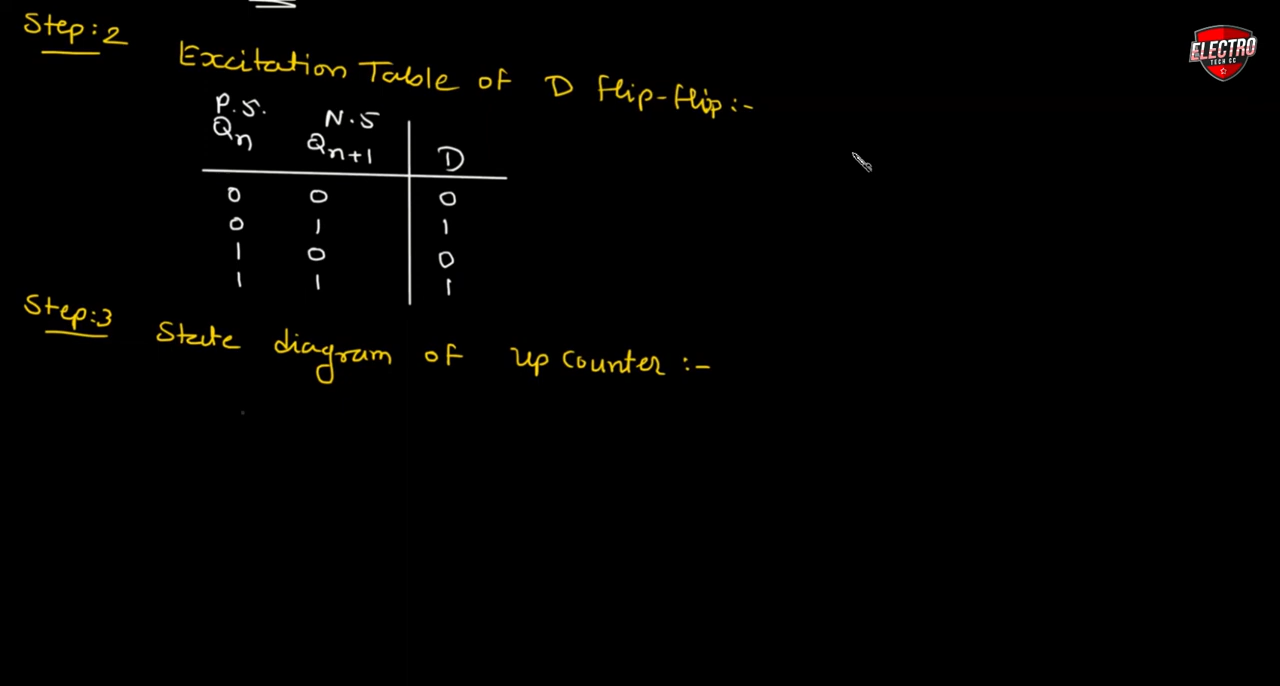 Step:2
Excitation Table of D flip-flip:-
P.S. N.S
Qn Qn+1 D
0 0 0
0 1 1
1 0 0
1 1 1
Step:3 State diagram of up counter:-
ELECTRO
TECH CC